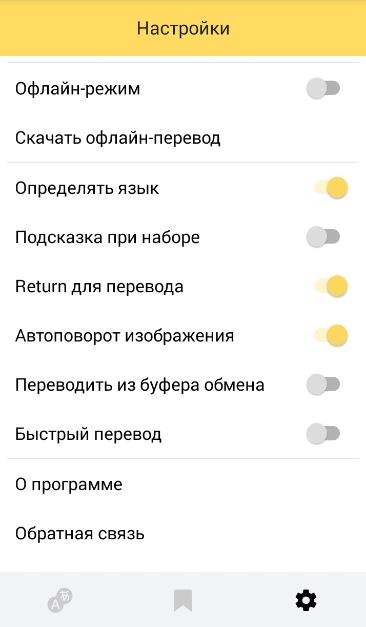 Настройки
Офлайн-режим
Скачать офлайн-перевод
Определять язык
Подсказка при наборе
Return для перевода
Автоповорот изображения
Переводить из буфера обмена
Быстрый перевод
О программе
Обратная связь
A あ